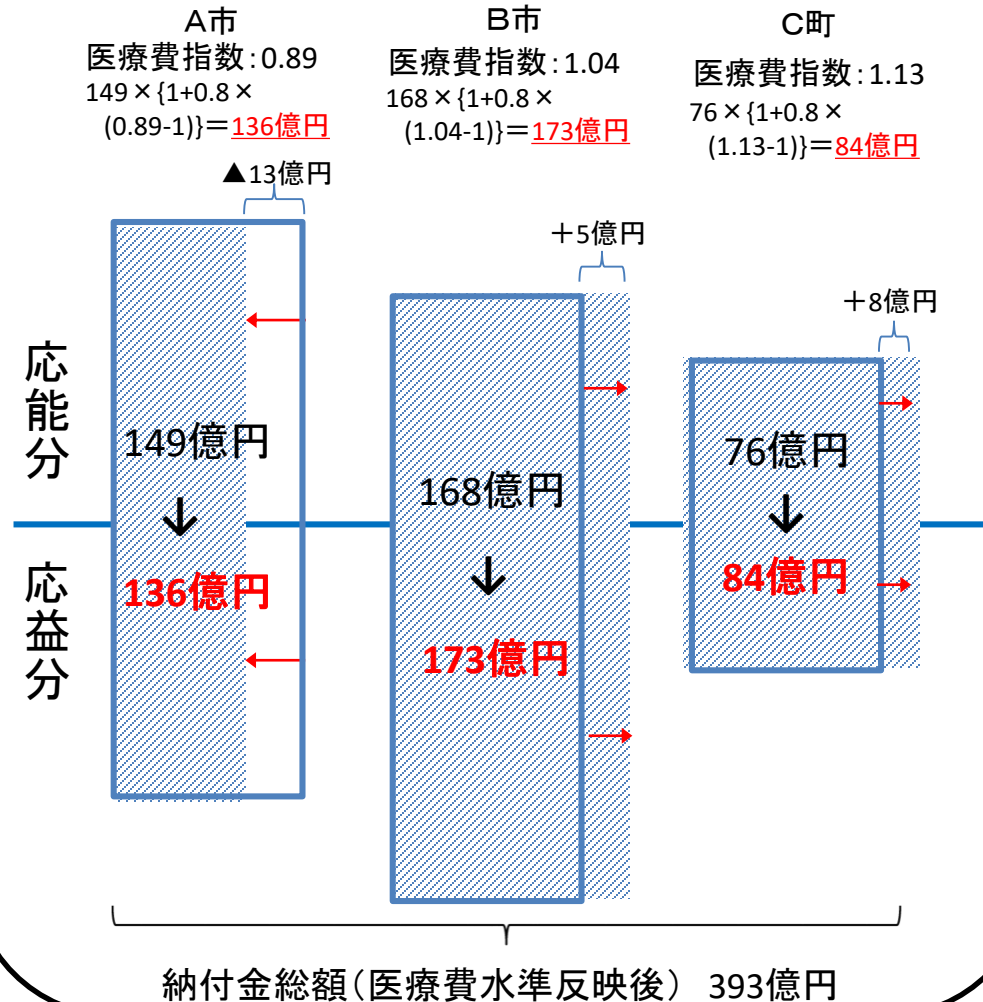 A市
医療費指数:0.89
149×{1+0.8×
(0.89-1)}=136億円
▲13億円
B市
医療費指数:1.04
168×{1+0.8×
(1.04-1)}=173億円
+5億円
C町
医療費指数:1.13
76×{1+0.8×
(1.13-1)}=84億円
+8億円
応能分
149億円
↓
136億円
168億円
↓
173億円
76億円
↓
84億円
応益分
納付金総額(医療費水準反映後) 393億円